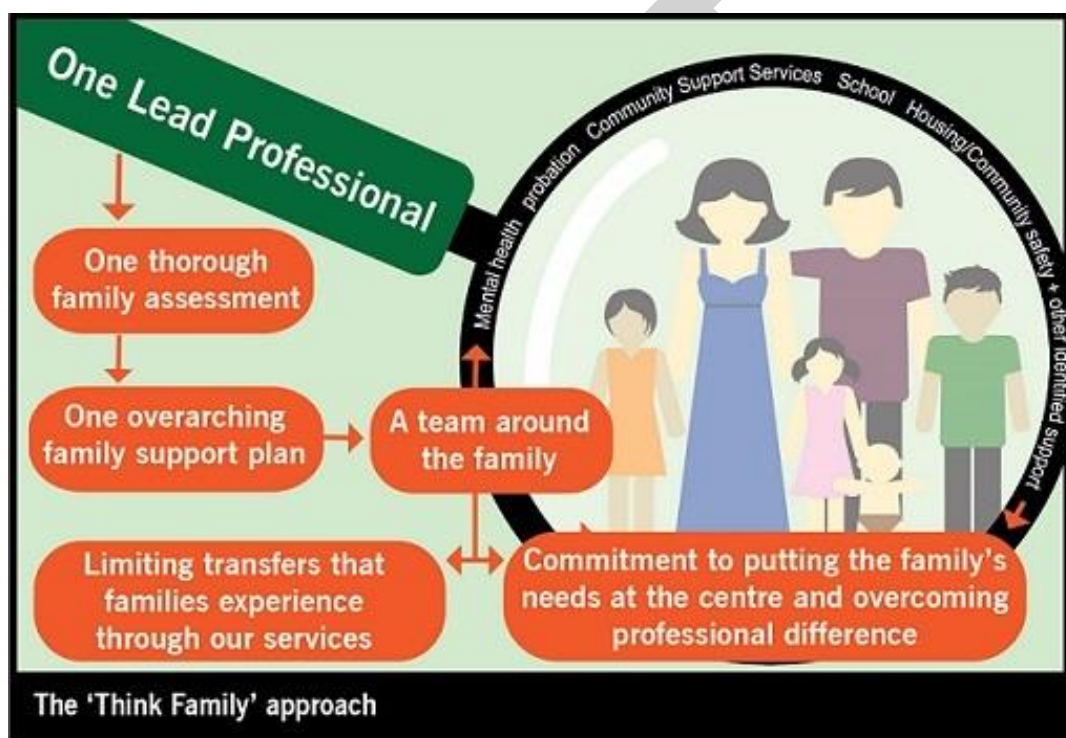 One Lead Professional
Mental health probation Community Support Services School Housing/Community safety + other identified support
One thorough
family assessment
One overarching
family support plan
A team around
the family
Limiting transfers that
families experience
through our services
Commitment to putting the family's
needs at the centre and overcoming
professional difference
The 'Think Family' approach